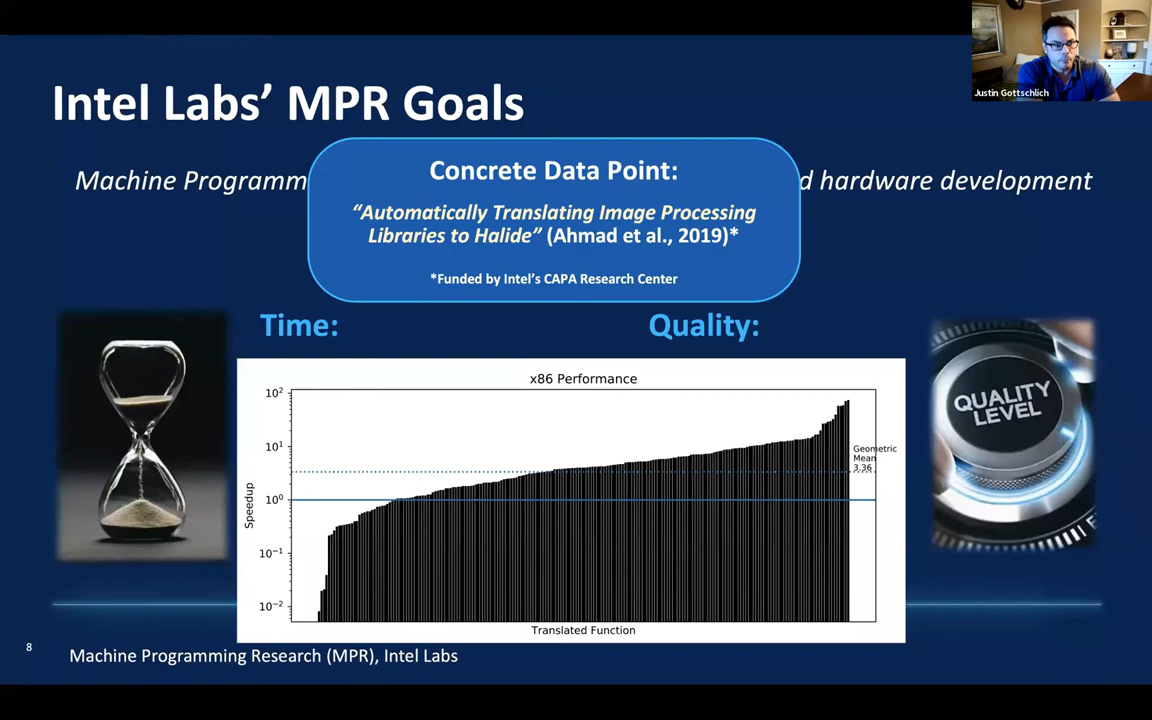 Justin Gottschlich
Intel Labs’ MPR Goals
Machine Programm
d hardware development
Concrete Data Point:
“Automatically Translating Image Processing
Libraries to Halide” (Ahmad et al., 2019)*
*Funded by Intel’s CAPA Research Center
Time:
Quality:
QUALITY
LEVEL
x86 Performance
10²
10¹
10⁰
10⁻¹
10⁻²
Speedup
Geometric
Mean
3.36
Translated Function
8
Machine Programming Research (MPR), Intel Labs